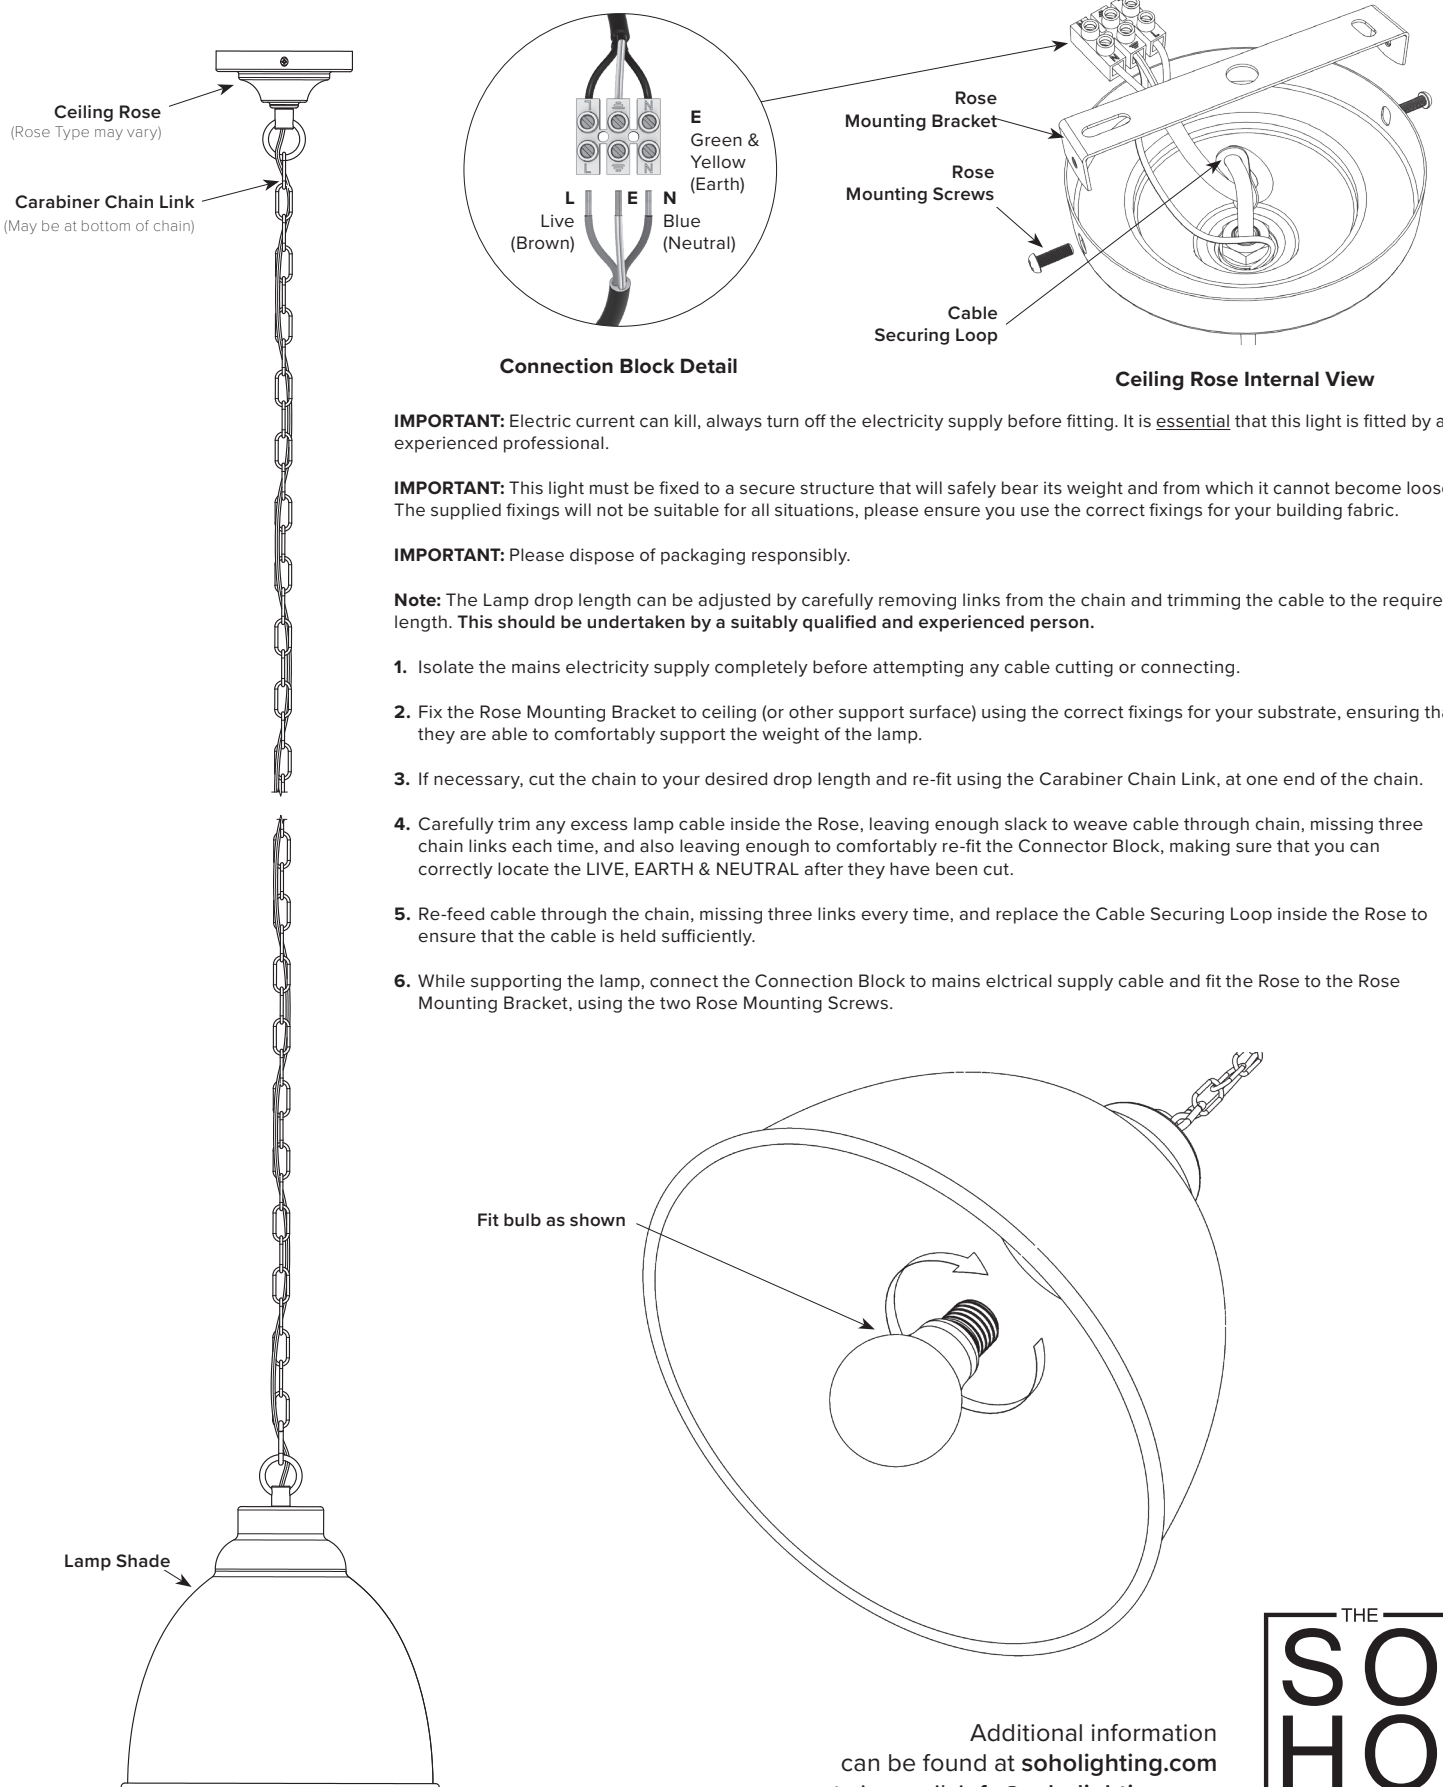 Ceiling Rose
(Rose Type may vary)
Carabiner Chain Link
(May be at bottom of chain)
L N
L N
E
Green &
Yellow
(Earth)
L E N
Live
(Brown)
Blue
(Neutral)
Connection Block Detail
Rose
Mounting Bracket
Rose
Mounting Screws
Cable
Securing Loop
Ceiling Rose Internal View
IMPORTANT: Electric current can kill, always turn off the electricity supply before fitting. It is essential that this light is fitted by a
experienced professional.
IMPORTANT: This light must be fixed to a secure structure that will safely bear its weight and from which it cannot become loose
The supplied fixings will not be suitable for all situations, please ensure you use the correct fixings for your building fabric.
IMPORTANT: Please dispose of packaging responsibly.
Note: The Lamp drop length can be adjusted by carefully removing links from the chain and trimming the cable to the require
length. This should be undertaken by a suitably qualified and experienced person.
1. Isolate the mains electricity supply completely before attempting any cable cutting or connecting.
2. Fix the Rose Mounting Bracket to ceiling (or other support surface) using the correct fixings for your substrate, ensuring tha
they are able to comfortably support the weight of the lamp.
3. If necessary, cut the chain to your desired drop length and re-fit using the Carabiner Chain Link, at one end of the chain.
4. Carefully trim any excess lamp cable inside the Rose, leaving enough slack to weave cable through chain, missing three
chain links each time, and also leaving enough to comfortably re-fit the Connector Block, making sure that you can
correctly locate the LIVE, EARTH & NEUTRAL after they have been cut.
5. Re-feed cable through the chain, missing three links every time, and replace the Cable Securing Loop inside the Rose to
ensure that the cable is held sufficiently.
6. While supporting the lamp, connect the Connection Block to mains elctrical supply cable and fit the Rose to the Rose
Mounting Bracket, using the two Rose Mounting Screws.
Fit bulb as shown
Lamp Shade
Additional information
can be found at soholighting.com
THE
SO
HO